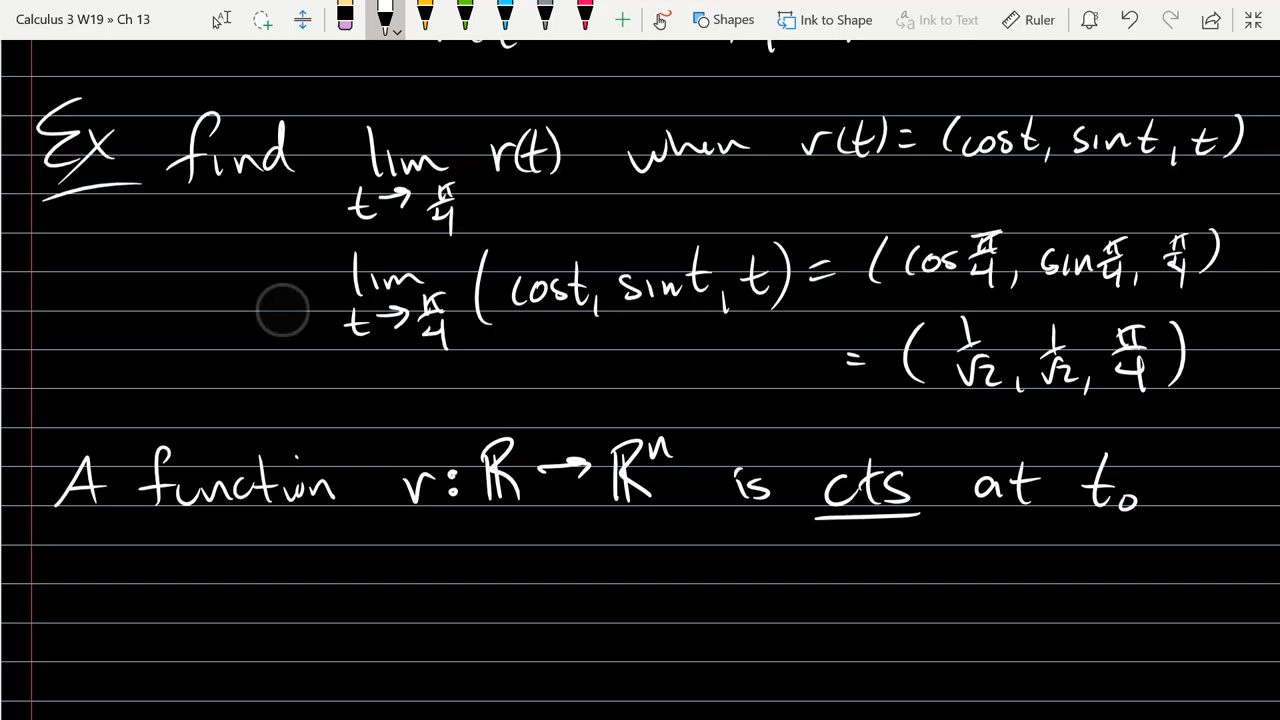 Calculus 3 W19 » Ch 13
Shapes
Ink to Shape
Ink to Text
Ruler
Ex find lim r(t) when r(t) = (cost, sint, t)
t → π/4
lim (cost, sint, t) = (cos π/4, sin π/4, π/4)
t → π/4
= (1/√2, 1/√2, π/4)
A function r: ℝ → ℝⁿ is cts at t₀